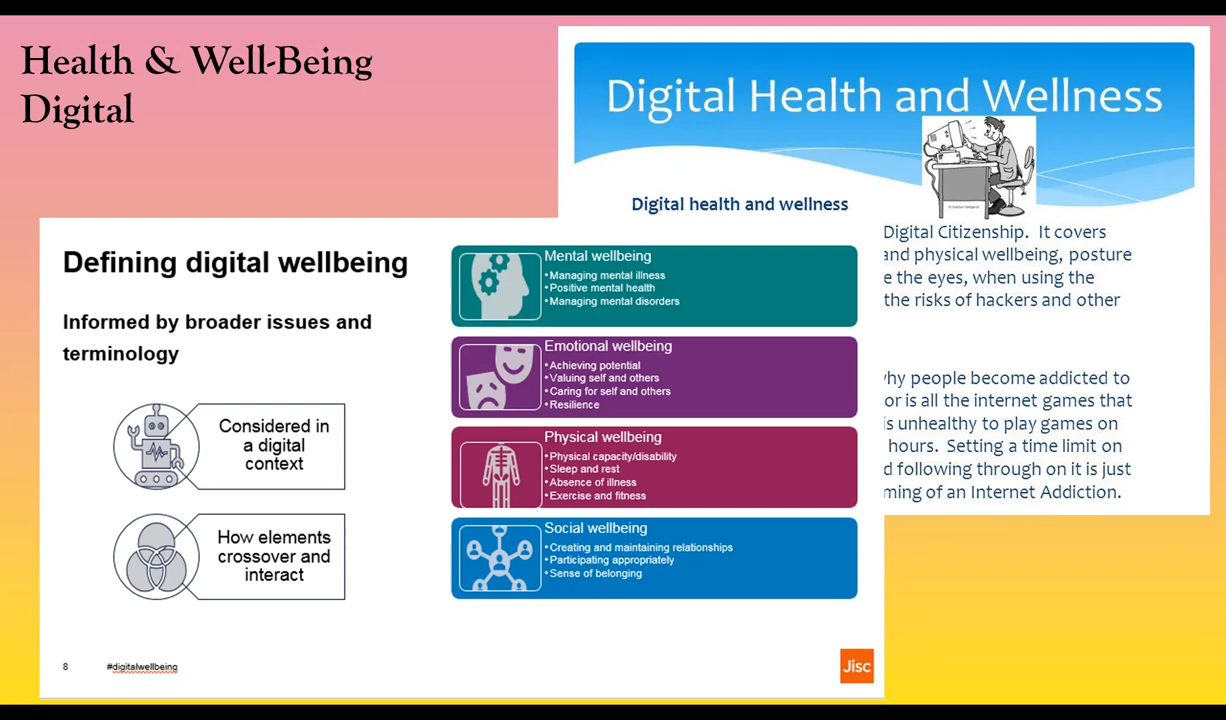 Health & Well-Being
Digital
Digital Health and Wellness
Digital health and wellness
Digital Citizenship.  It covers
and physical wellbeing, posture
e the eyes, when using the
the risks of hackers and other
why people become addicted to
or is all the internet games that
is unhealthy to play games on
hours.  Setting a time limit on
d following through on it is just
ming of an Internet Addiction.
Defining digital wellbeing
Informed by broader issues and
terminology
Considered in
a digital
context
How elements
crossover and
interact
Mental wellbeing
•Managing mental illness
•Positive mental health
•Managing mental disorders
Emotional wellbeing
•Achieving potential
•Valuing self and others
•Caring for self and others
•Resilience
Physical wellbeing
•Physical capacity/disability
•Sleep and rest
•Absence of illness
•Exercise and fitness
Social wellbeing
•Creating and maintaining relationships
•Participating appropriately
•Sense of belonging
8
#digitalwellbeing
Jisc